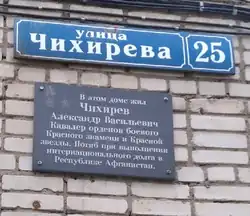 улица
ЧИХИРЕВА
25
В этом доме жил
Чихирев
Александр Васильевич
Кавалер орденов боевого
Красного знамени и Красной
звезды. Погиб при выполнении
интернационального долга в
Республике Афганистан.